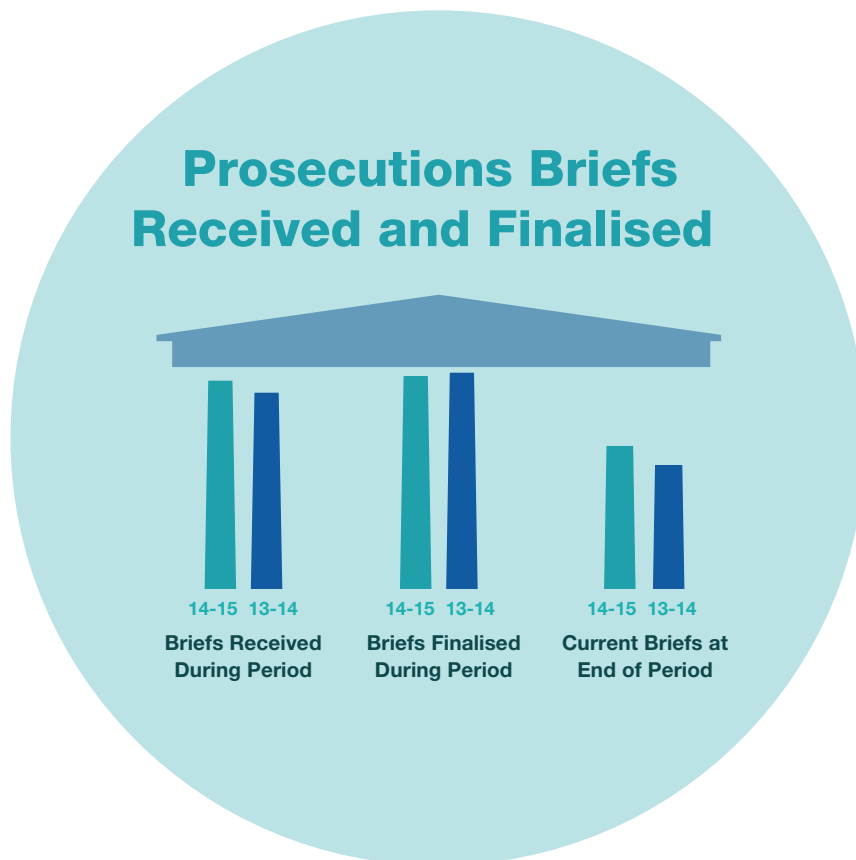 Prosecutions Briefs
Received and Finalised
14-15 13-14
Briefs Received
During Period
14-15 13-14
Briefs Finalised
During Period
14-15 13-14
Current Briefs at
End of Period